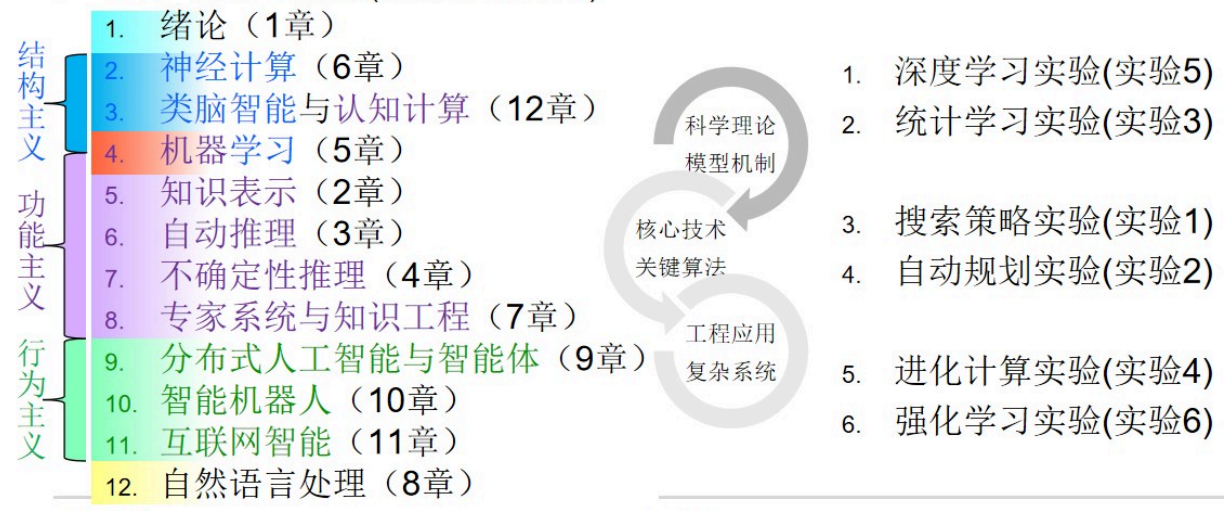 结构主义
功能主义
行为主义
1. 绪论（1章）
2. 神经计算（6章）
3. 类脑智能与认知计算（12章）
4. 机器学习（5章）
5. 知识表示（2章）
6. 自动推理（3章）
7. 不确定性推理（4章）
8. 专家系统与知识工程（7章）
9. 分布式人工智能与智能体（9章）
10. 智能机器人（10章）
11. 互联网智能（11章）
12. 自然语言处理（8章）
科学理论
模型机制
核心技术
关键算法
工程应用
复杂系统
1. 深度学习实验(实验5)
2. 统计学习实验(实验3)
3. 搜索策略实验(实验1)
4. 自动规划实验(实验2)
5. 进化计算实验(实验4)
6. 强化学习实验(实验6)